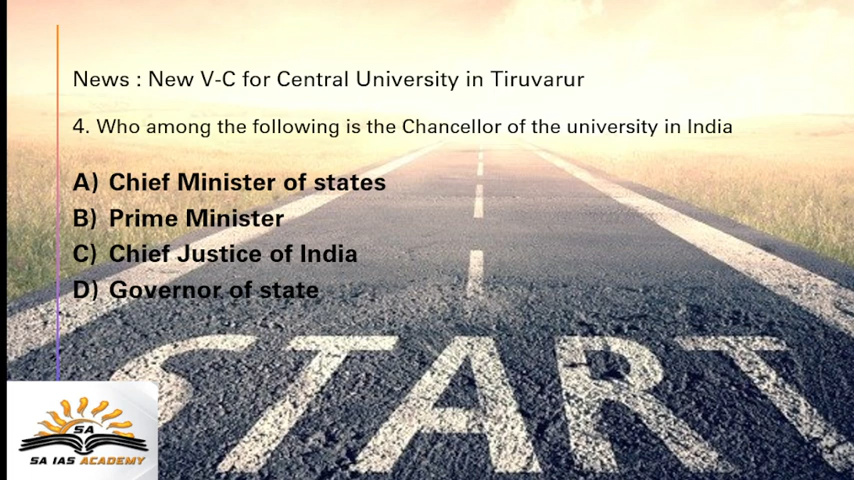 News : New V-C for Central University in Tiruvarur
4. Who among the following is the Chancellor of the university in India
A) Chief Minister of states
B) Prime Minister
C) Chief Justice of India
D) Governor of state
START
SA
SA IAS ACADEMY